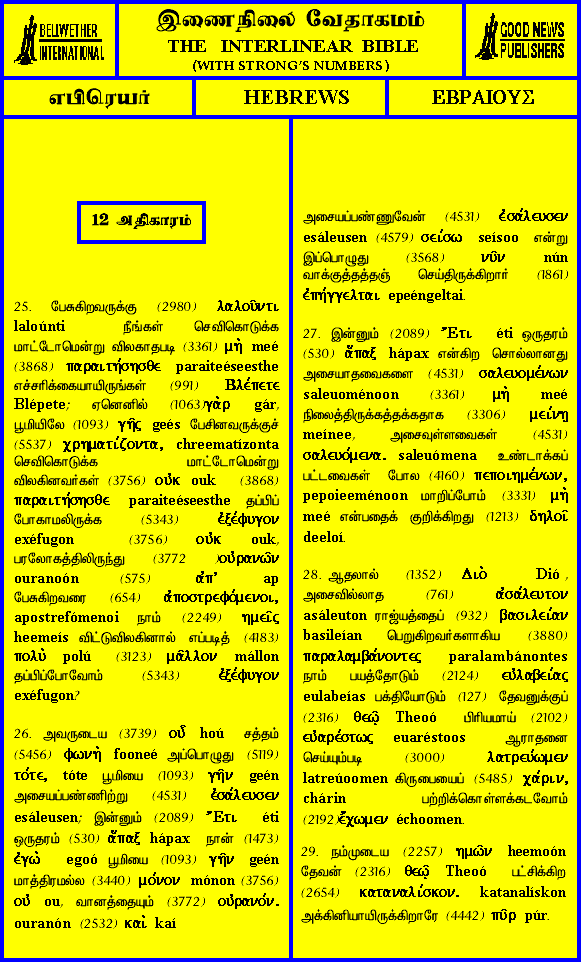 BELLWETHER
INTERNATIONAL
இணைநிலை வேதாகமம்
THE INTERLINEAR BIBLE
(WITH STRONG'S NUMBERS)
GOOD NEWS
PUBLISHERS
எபிரெயர்
HEBREWS
ΕΒΡΑΙΟΥΣ
12 அதிகாரம்
25. பேசுகிறவருக்கு (2980) λαλοῦντι
laloúnti நீங்கள் செவிகொடுக்க
மாட்டோமென்று விலகாதபடி (3361) μὴ meé
(3868) παραιτήσησθε paraiteéseesthe
எச்சரிக்கையாயிருங்கள் (991) Βλέπετε
Blépete; ஏனெனில் (1063)γὰρ gár,
பூமியிலே (1093) γῆς geés பேசினவருக்குச்
(5537) χρηματίζοντα, chreematízonta
செவிகொடுக்க மாட்டோமென்று
விலகினவர்கள் (3756) οὐκ ouk (3868)
παραιτήσησθε paraiteéseesthe தப்பிப்
போகாமலிருக்க (5343) ἐξέφυγον
exéfugon (3756) οὐκ ouk,
பரலோகத்திலிருந்து (3772 )οὐρανῶν
ouranoón (575) ἀπ' ap
பேசுகிறவரை (654) ἀποστρεφόμενοι,
apostrefómenoi நாம் (2249) ημεῖς
heemeís விட்டுவிலகினால் எப்படித் (4183)
πολὺ polú (3123) μᾶλλον mállon
தப்பிப்போவோம் (5343) ἐξέφυγον
exéfugon?
26. அவருடைய (3739) οὗ hoú சத்தம்
(5456) φωνὴ fooneé அப்பொழுது (5119)
τότε, tóte பூமியை (1093) γῆν geén
அசையப்பண்ணிற்று (4531) ἐσάλευσεν
esáleusen; இன்னும் (2089) Ἔτι éti
ஒருதரம் (530) ἅπαξ hápax நான் (1473)
ἐγὼ egoó பூமியை (1093) γῆν geén
மாத்திரமல்ல (3440) μόνον mónon (3756)
οὐ ou, வானத்தையும் (3772) οὐρανόν.
ouranón (2532) καὶ kaí
அசையப்பண்ணுவேன் (4531) ἐσάλευσεν
esáleusen (4579) σείσω seísoo என்று
இப்பொழுது (3568) νῦν nún
வாக்குத்தத்தஞ் செய்திருக்கிறார் (1861)
ἐπήγγελται epeéngeltai.
27. இன்னும் (2089) Ἔτι éti ஒருதரம்
(530) ἅπαξ hápax என்கிற சொல்லானது
அசையாதவைகளை (4531) σαλευομένων
saleuoménoon (3361) μὴ meé
நிலைத்திருக்கத்தக்கதாக (3306) μείνῃ
meínee, அசைவுள்ளவைகள் (4531)
σαλευόμενα. saleuómena உண்டாக்கப்
பட்டவைகள் போல (4160) πεποιημένων,
pepoieeménoon மாறிப்போம் (3331) μὴ
meé என்பதைக் குறிக்கிறது (1213) δηλοῖ
deeloí.
28. ஆதலால் (1352) Διὸ Dió ,
அசைவில்லாத (761) ἀσάλευτον
asáleuton ராஜ்யத்தைப் (932) βασιλείαν
basileían பெறுகிறவர்களாகிய (3880)
παραλαμβάνοντες paralambánontes
நாம் பயத்தோடும் (2124) εὐλαβείας
eulabeías பக்தியோடும் (127) தேவனுக்குப்
(2316) θεῷ Theoó பிரியமாய் (2102)
εὐαρέστως euaréstoos ஆராதனை
செய்யும்படி (3000) λατρεύωμεν
latreúoomen கிருபையைப் (5485) χάριν,
chárin பற்றிக்கொள்ளக்கடவோம்
(2192)ἔχωμεν échoomen.
29. நம்முடைய (2257) ημῶν heemoón
தேவன் (2316) θεῷ Theoó பட்சிக்கிற
(2654) καταναλίσκον. katanalískon
அக்கினியாயிருக்கிறாரே (4442) πῦρ púr.